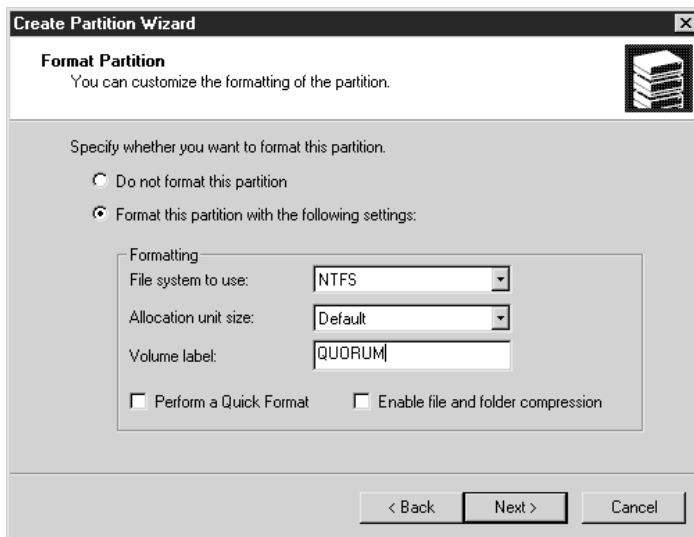 Create Partition Wizard
Format Partition
You can customize the formatting of the partition.
Specify whether you want to format this partition.
Do not format this partition
Format this partition with the following settings:
Formatting
File system to use: NTFS
Allocation unit size: Default
Volume label: QUORUM
Perform a Quick Format Enable file and folder compression
< Back Next > Cancel